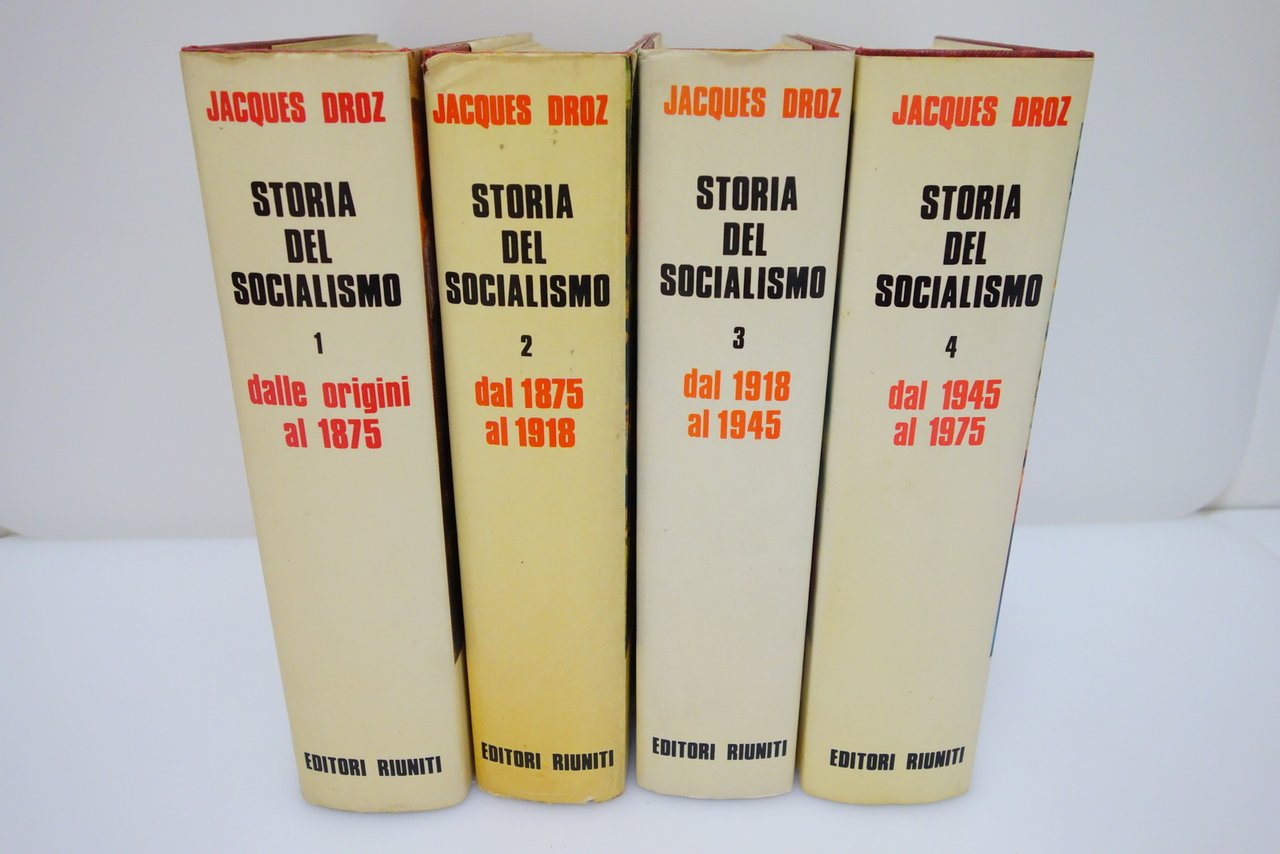 JACQUES DROZ
STORIA
DEL
SOCIALISMO
1
dalle origini
al 1875
EDITORI RIUNITI
JACQUES DROZ
STORIA
DEL
SOCIALISMO
2
dal 1875
al 1918
EDITORI RIUNITI
JACQUES DROZ
STORIA
DEL
SOCIALISMO
3
dal 1918
al 1945
EDITORI RIUNITI
JACQUES DROZ
STORIA
DEL
SOCIALISMO
4
dal 1945
al 1975
EDITORI RIUNITI